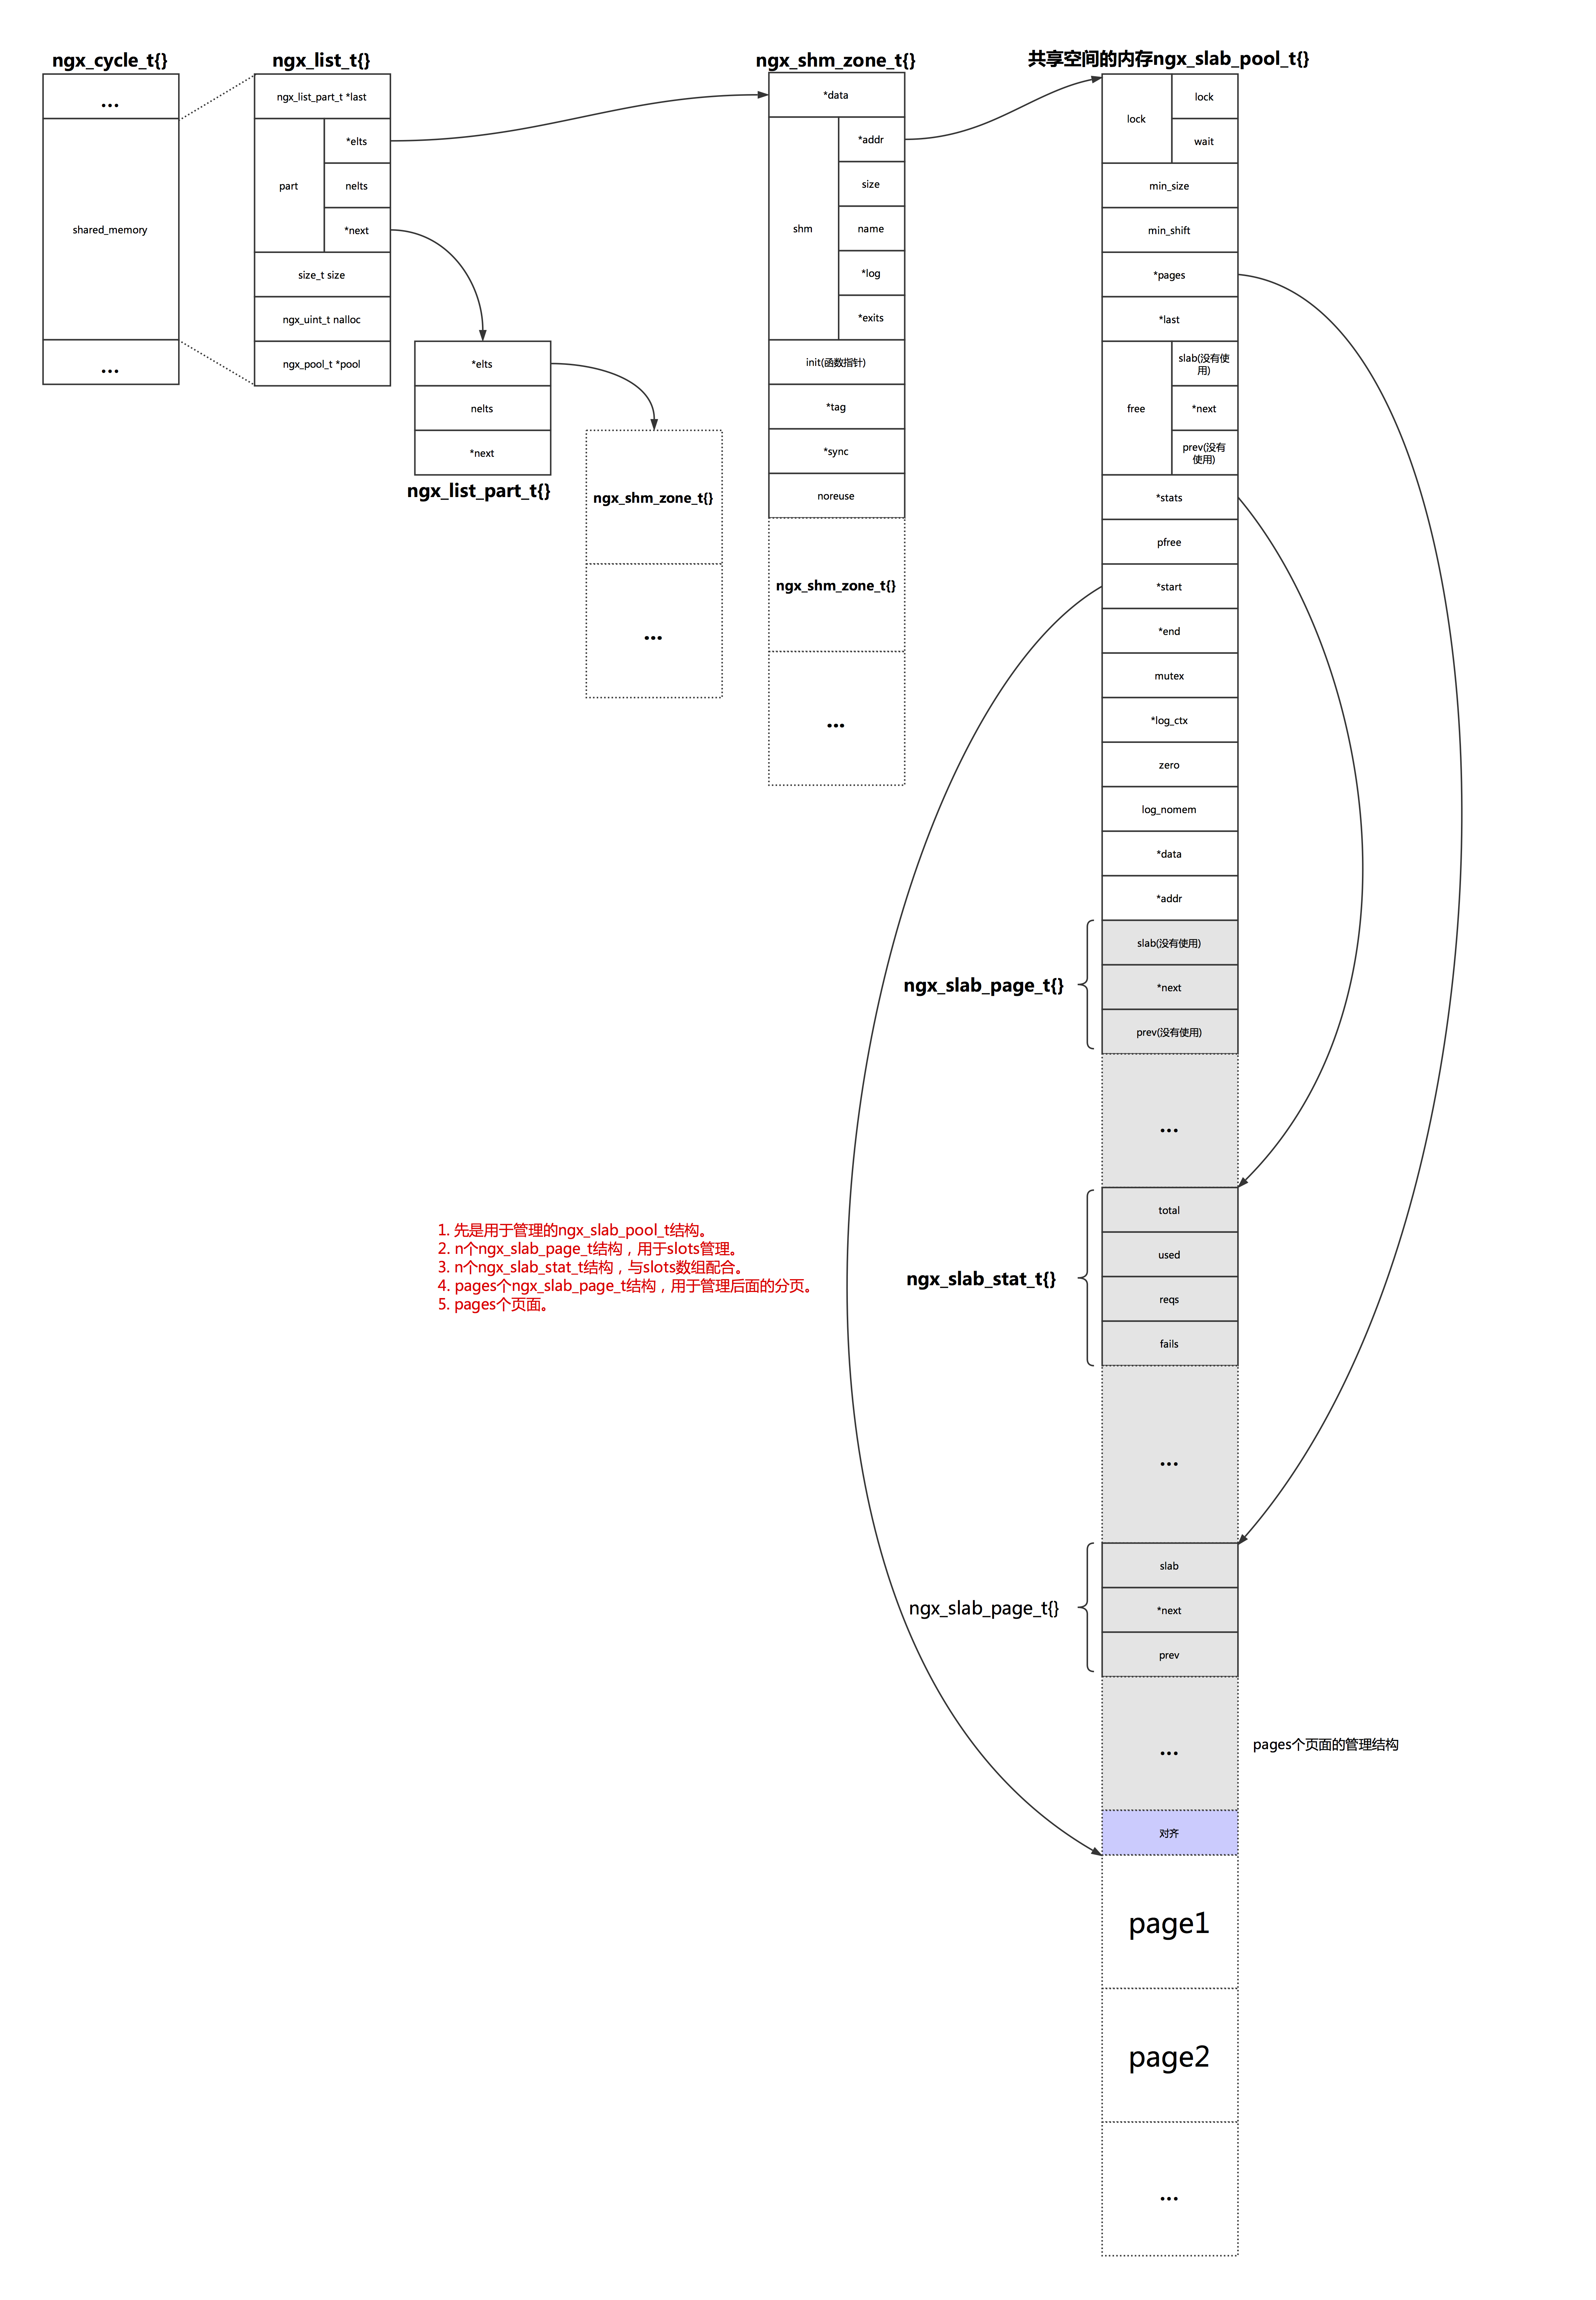 ngx_cycle_t{}
...
shared_memory
...
ngx_list_t{}
ngx_list_part_t *last
part
*elts
nelts
*next
size_t size
ngx_uint_t nalloc
ngx_pool_t *pool
*elts
nelts
*next
ngx_list_part_t{}
ngx_shm_zone_t{}
...
ngx_shm_zone_t{}
*data
shm
*addr
size
name
*log
*exits
init(函数指针)
*tag
*sync
noreuse
ngx_shm_zone_t{}
...
共享空间的内存ngx_slab_pool_t{}
lock
lock
wait
min_size
min_shift
*pages
*last
free
slab(没有使
用)
*next
prev(没有
使用)
*stats
pfree
*start
*end
mutex
*log_ctx
zero
log_nomem
*data
*addr
ngx_slab_page_t{}
slab(没有使用)
*next
prev(没有使用)
...
1. 先是用于管理的ngx_slab_pool_t结构。
2. n个ngx_slab_page_t结构，用于slots管理。
3. n个ngx_slab_stat_t结构，与slots数组配合。
4. pages个ngx_slab_page_t结构，用于管理后面的分页。
5. pages个页面。
ngx_slab_stat_t{}
total
used
reqs
fails
...
ngx_slab_page_t{}
slab
*next
prev
...
pages个页面的管理结构
对齐
page1
page2
...